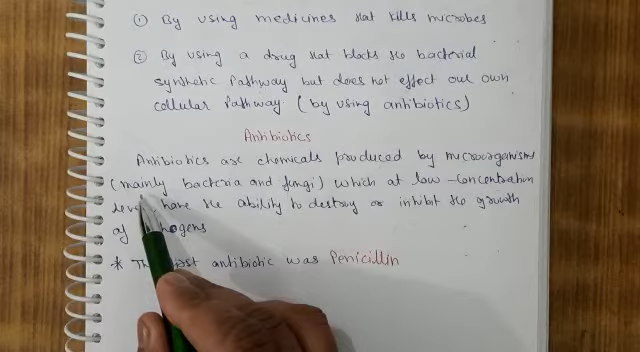 ① By using medicines that kills microbes
② By using a drug that blocks the bacterial
synthetic Pathway but does not effect our own
cellular Pathway (by using antibiotics)
Antibiotics
Antibiotics are chemicals produced by microorganisms
(mainly bacteria and fungi) which at low-concentration
have the ability to destroy or inhibit the growth
of
* antibiotic was Penicillin